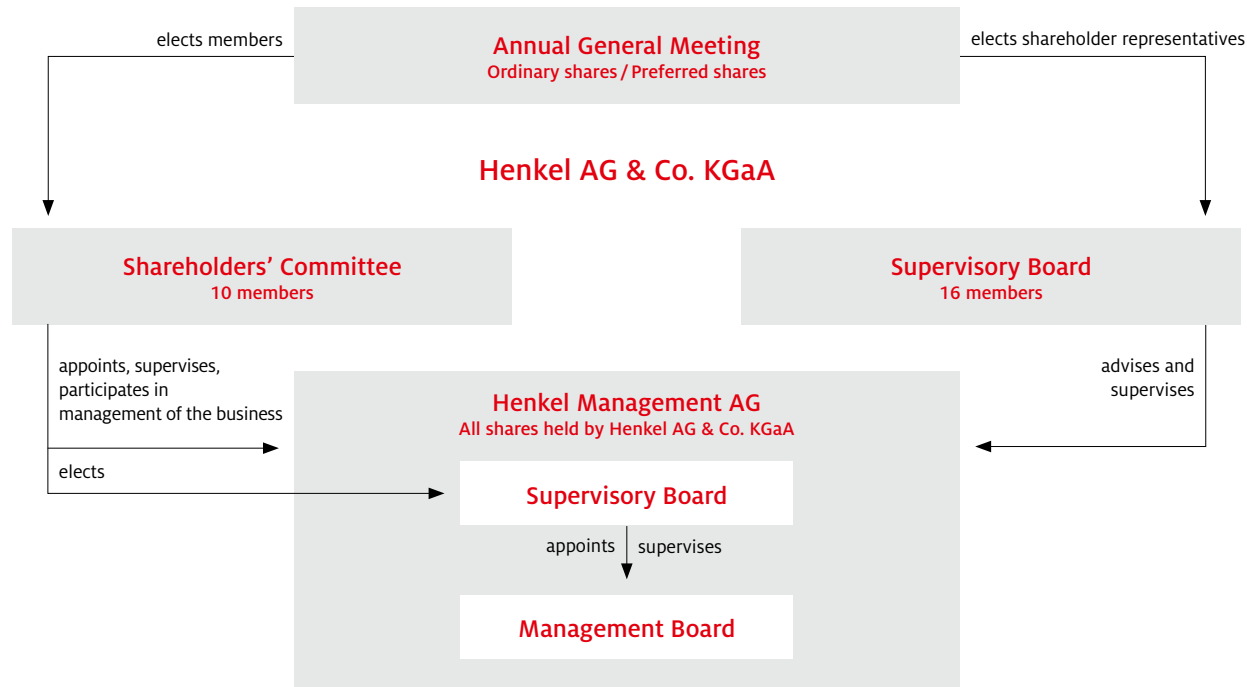 elects members
Annual General Meeting
Ordinary shares / Preferred shares
elects shareholder representatives
Henkel AG & Co. KGaA
Shareholders’ Committee
10 members
Supervisory Board
16 members
appoints, supervises,
participates in
management of the business
advises and
supervises
Henkel Management AG
All shares held by Henkel AG & Co. KGaA
elects
Supervisory Board
appoints
supervises
Management Board